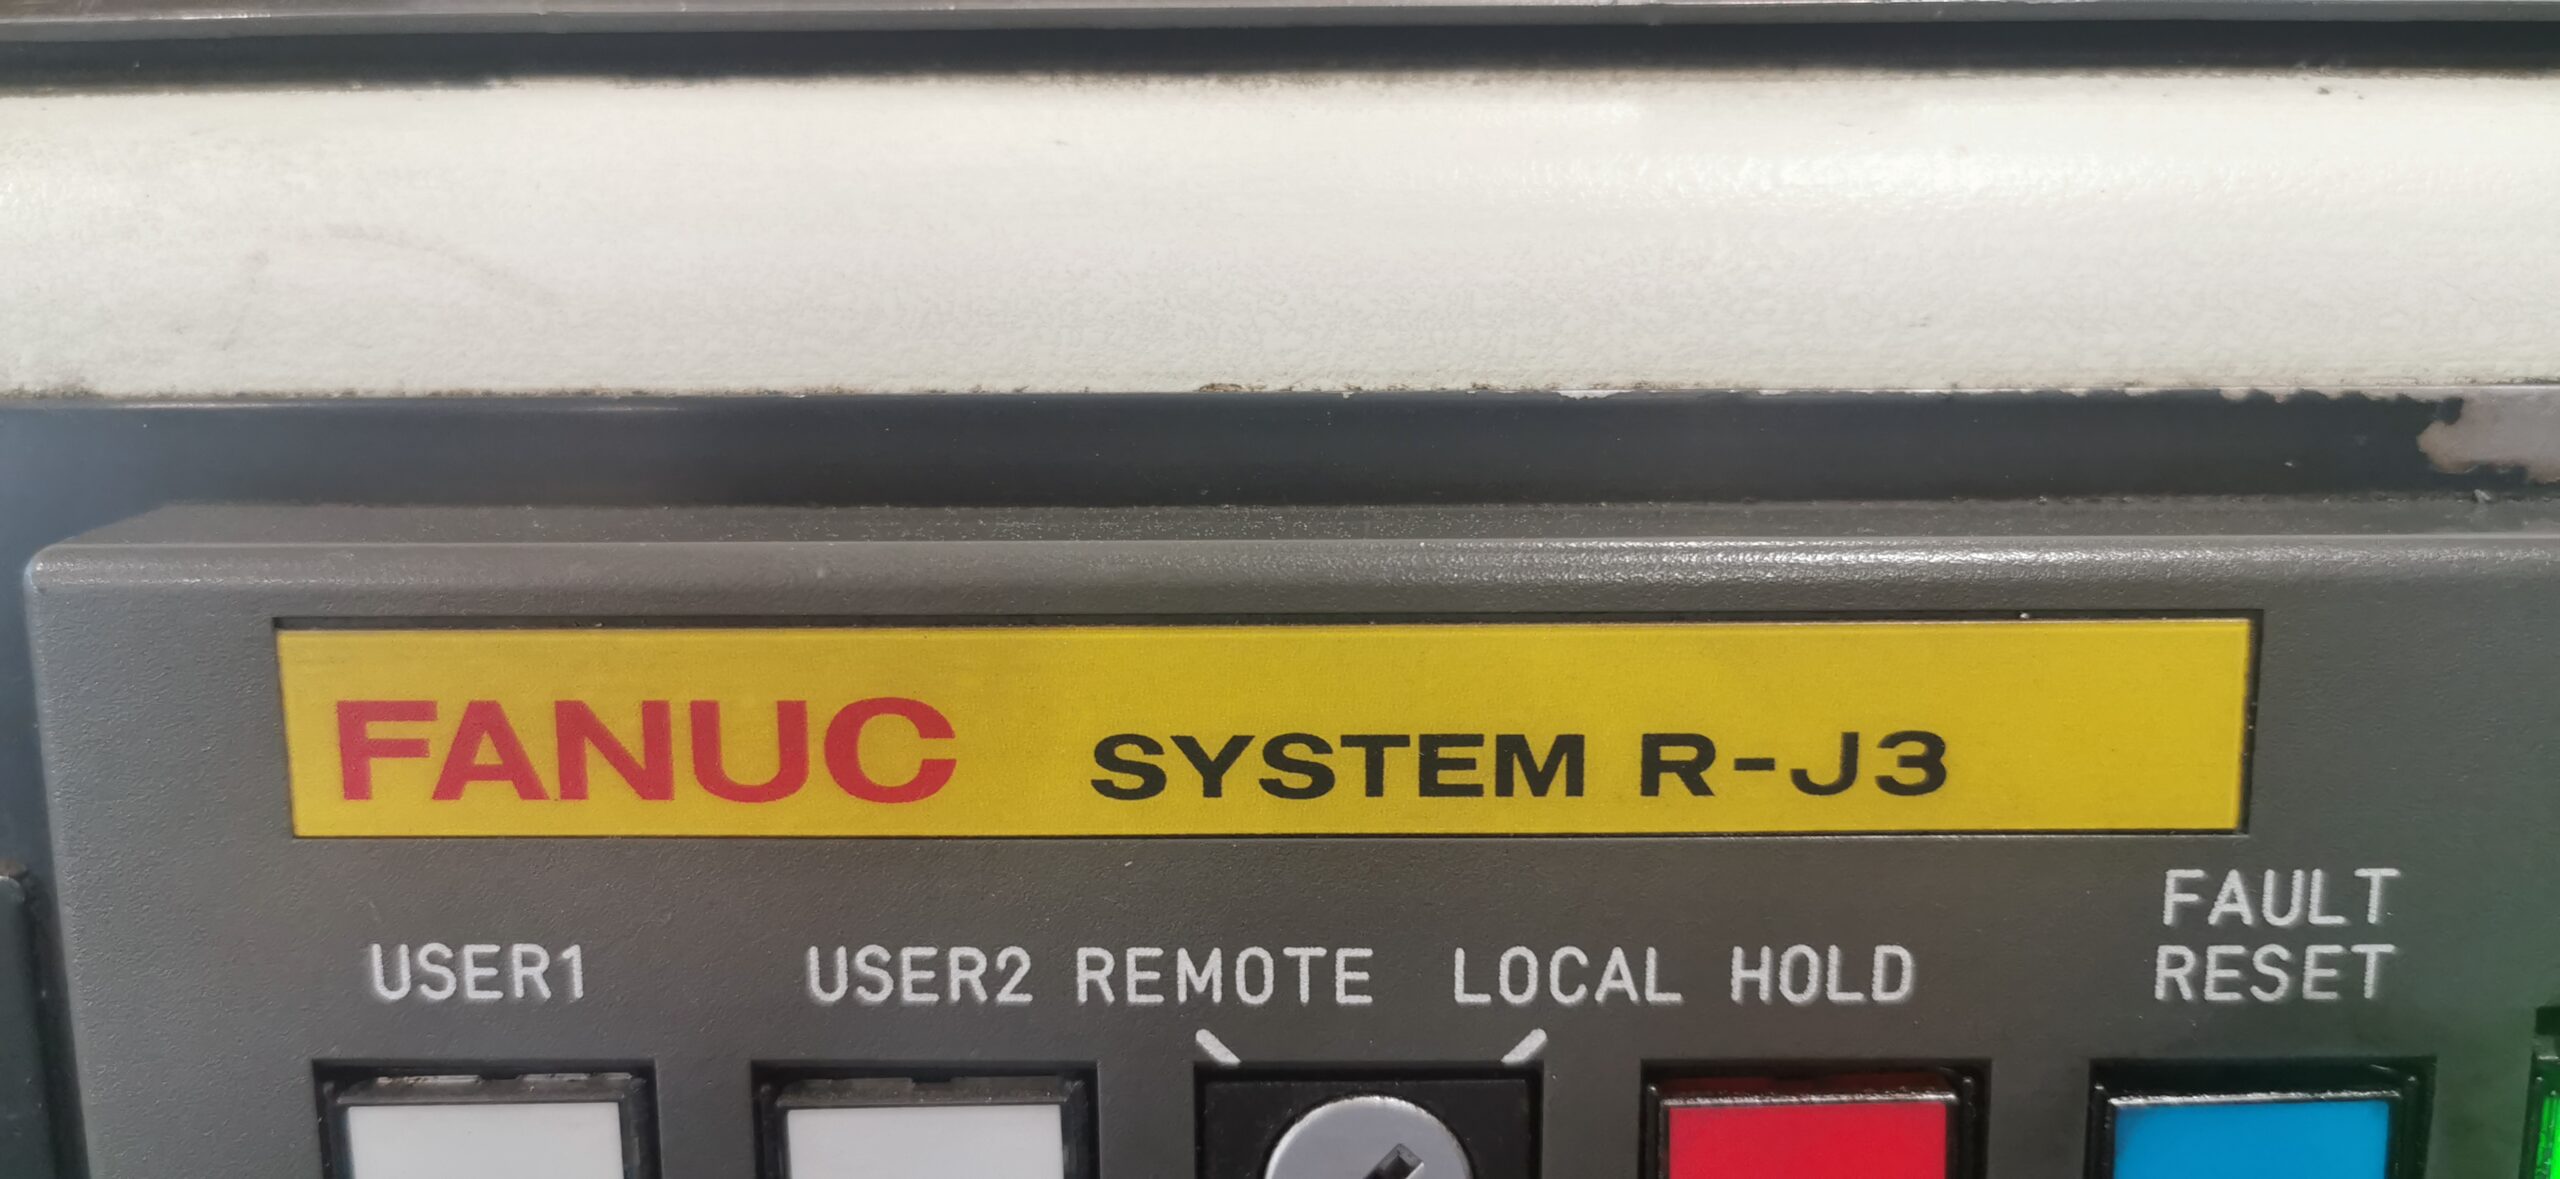 FANUC SYSTEM R-J3
FAULT
USER1 USER2 REMOTE LOCAL HOLD RESET